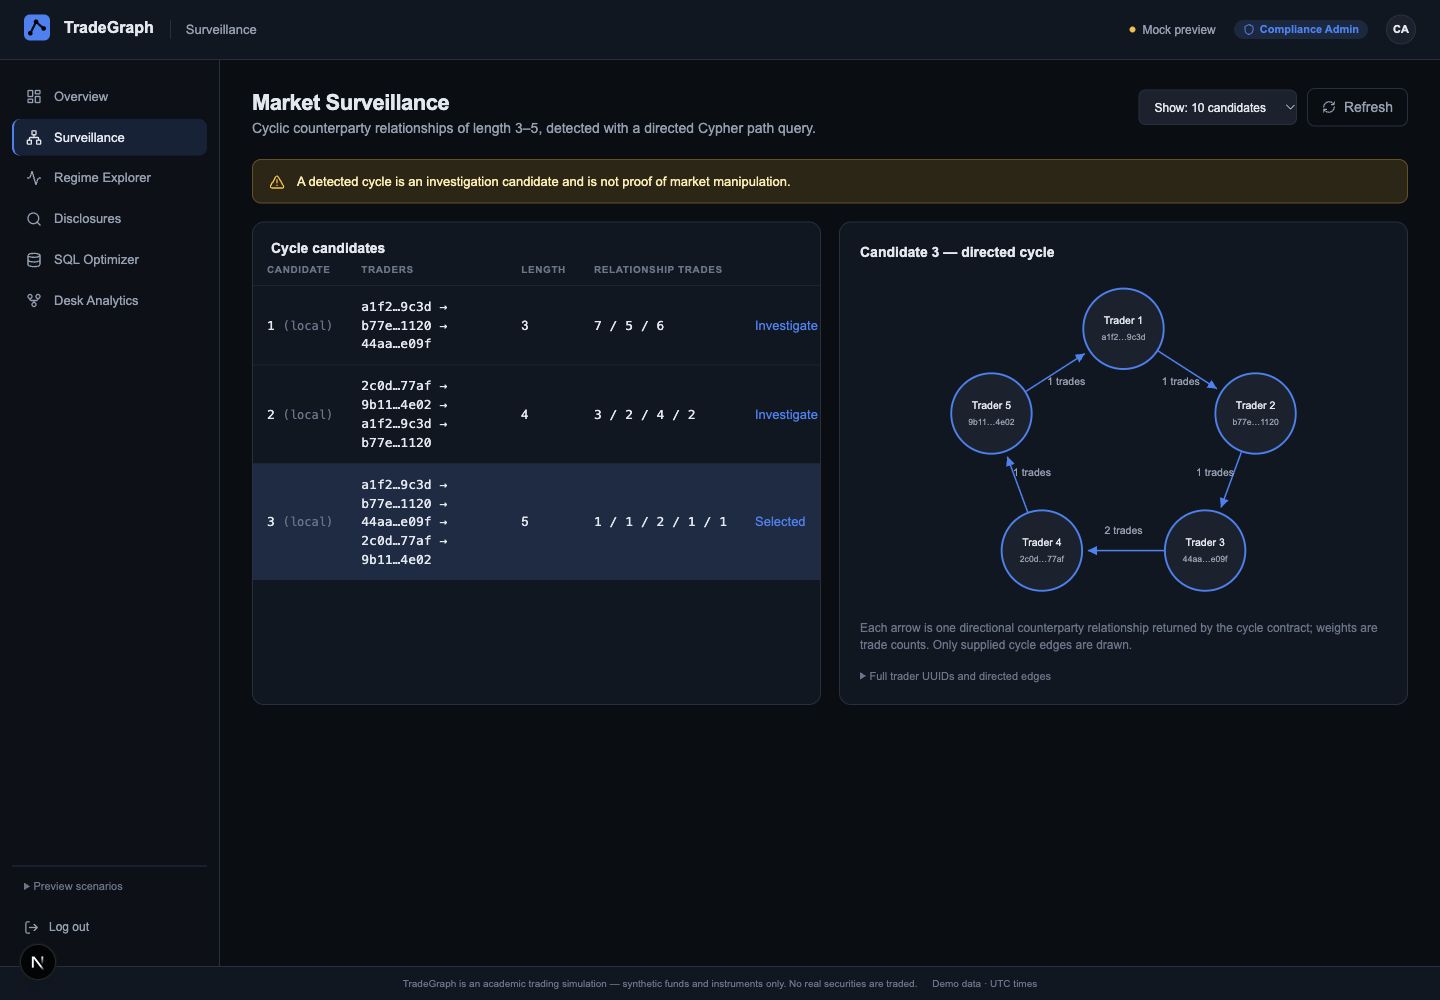 TradeGraph
Surveillance
Mock preview
Compliance Admin
CA
Overview
Surveillance
Regime Explorer
Disclosures
SQL Optimizer
Desk Analytics
Preview scenarios
Log out
N
Market Surveillance
Cyclic counterparty relationships of length 3–5, detected with a directed Cypher path query.
Show: 10 candidates
Refresh
A detected cycle is an investigation candidate and is not proof of market manipulation.
Cycle candidates
CANDIDATE TRADERS LENGTH RELATIONSHIP TRADES
a1f2…9c3d →
1 (local) b77e…1120 → 3 7 / 5 / 6 Investigate
44aa…e09f
2c0d…77af →
9b11…4e02 →
2 (local) 4 3 / 2 / 4 / 2 Investigate
a1f2…9c3d →
b77e…1120
a1f2…9c3d →
b77e…1120 →
3 (local) 44aa…e09f → 5 1 / 1 / 2 / 1 / 1 Selected
2c0d…77af →
9b11…4e02
Candidate 3 — directed cycle
Trader 1
a1f2…9c3d
1 trades
1 trades
Trader 5
9b11…4e02
Trader 2
b77e…1120
1 trades
1 trades
2 trades
Trader 4
2c0d…77af
Trader 3
44aa…e09f
Each arrow is one directional counterparty relationship returned by the cycle contract; weights are
trade counts. Only supplied cycle edges are drawn.
Full trader UUIDs and directed edges
TradeGraph is an academic trading simulation — synthetic funds and instruments only. No real securities are traded. Demo data · UTC times